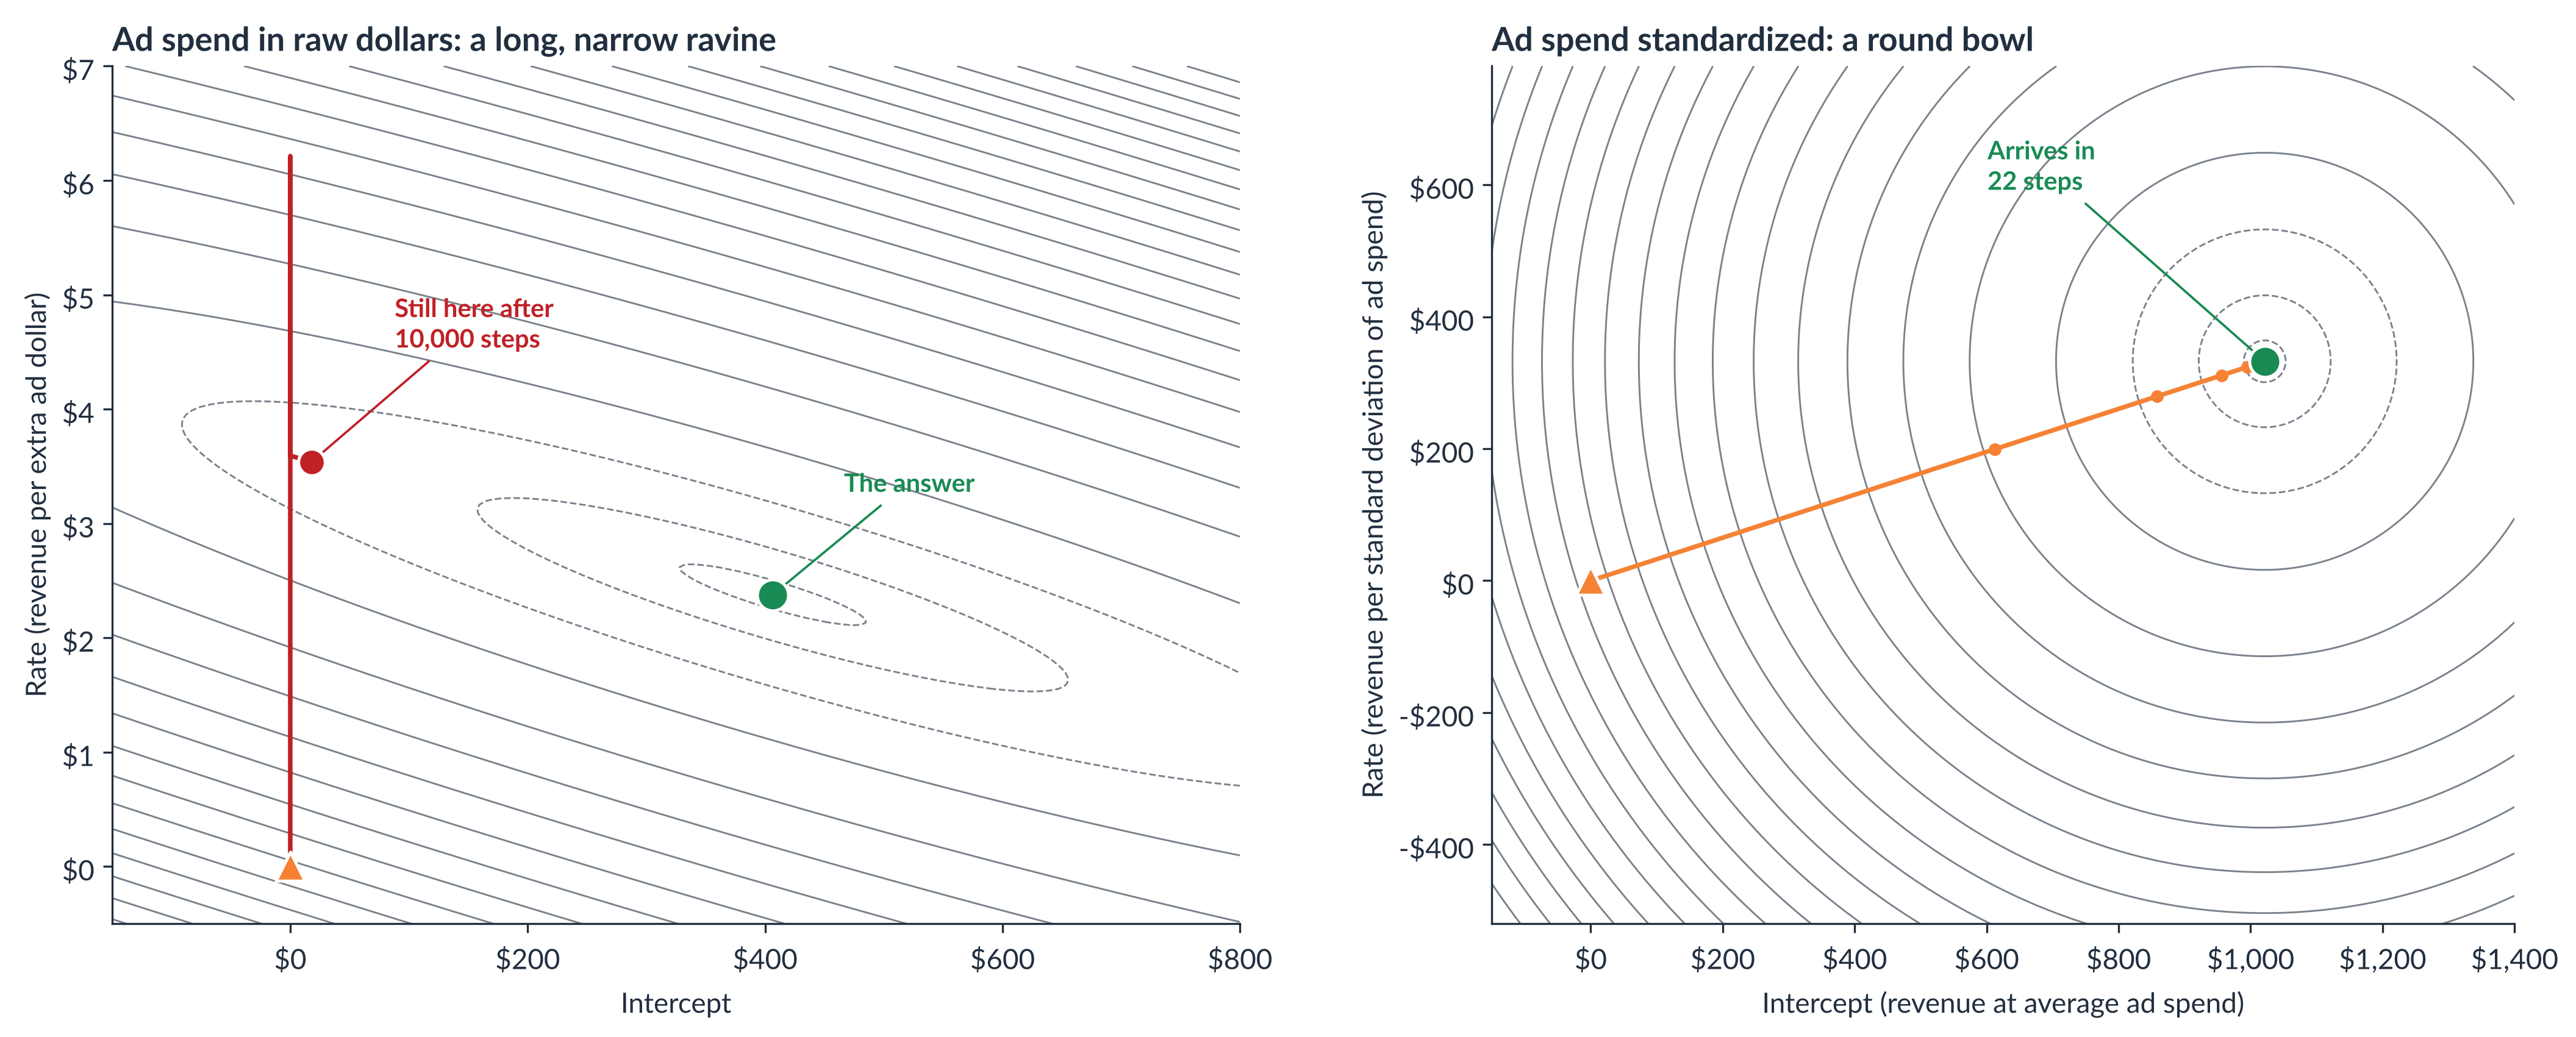 Ad spend in raw dollars: a long, narrow ravine
$7
$6
$5
$4
$3
$2
$1
$0
Rate (revenue per extra ad dollar)
Still here after
10,000 steps
The answer
$0
$200
$400
$600
$800
Intercept
Ad spend standardized: a round bowl
$600
$400
$200
$0
-$200
-$400
Rate (revenue per standard deviation of ad spend)
Arrives in
22 steps
$0
$200
$400
$600
$800
$1,000
$1,200
$1,400
Intercept (revenue at average ad spend)